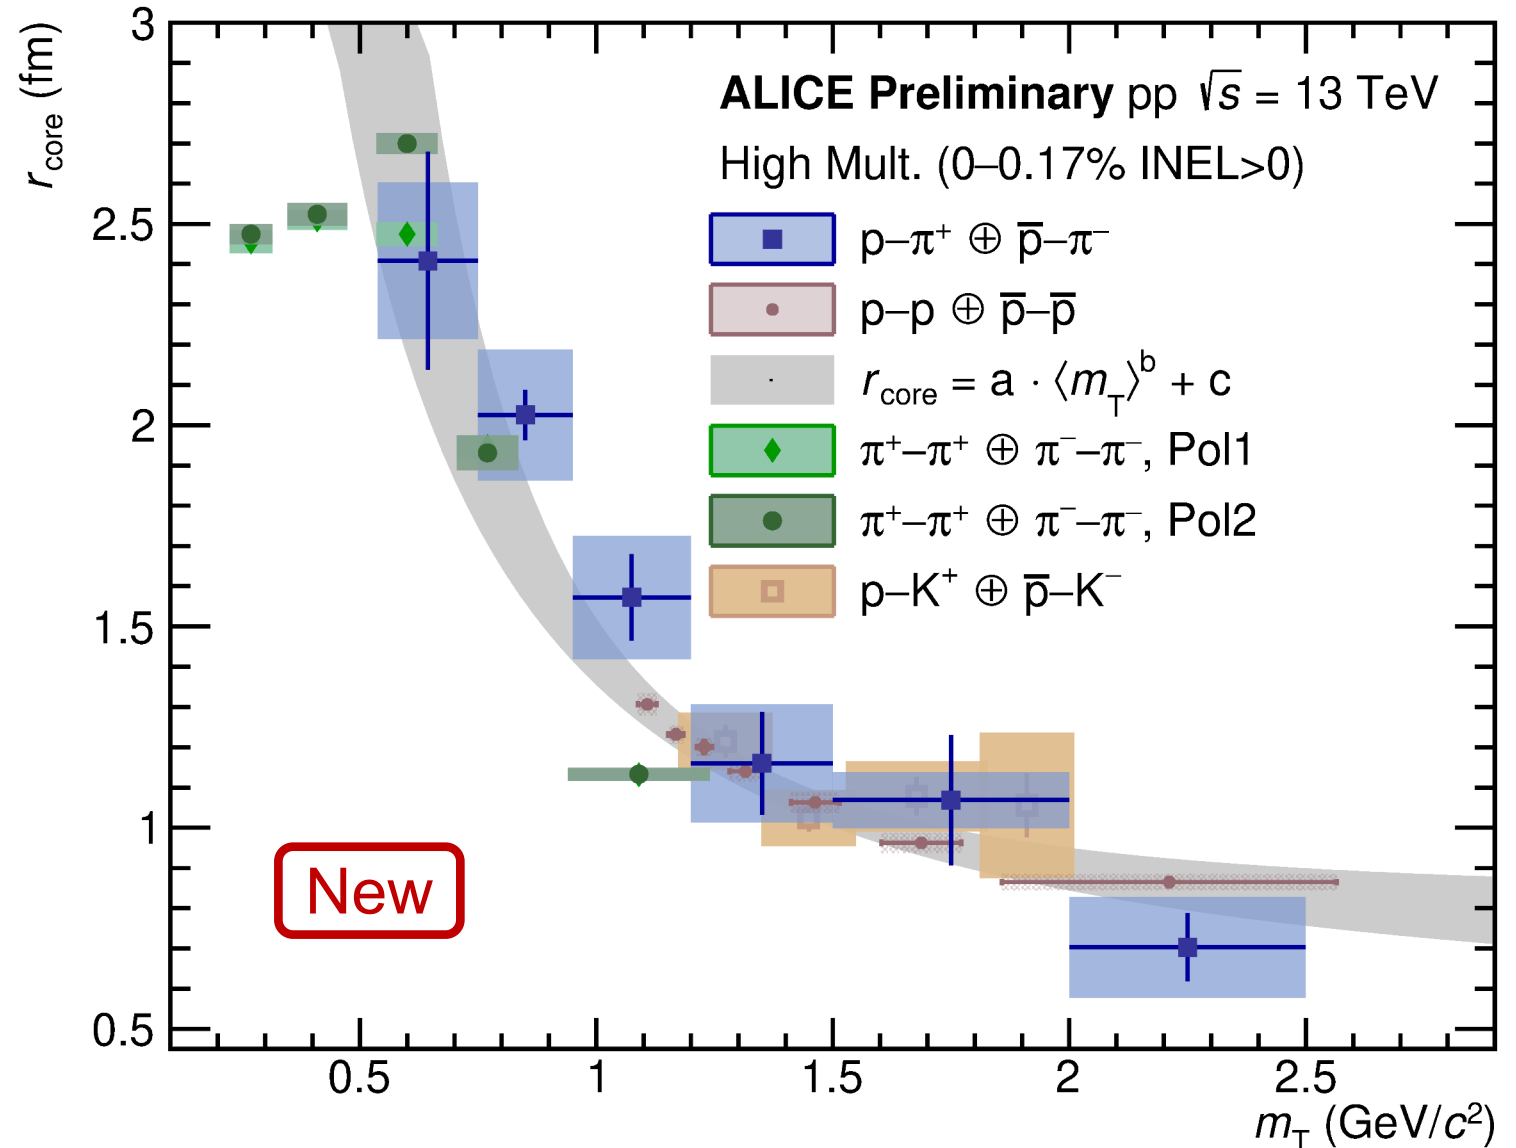 r_core (fm)
3
2.5
2
1.5
1
0.5
ALICE Preliminary pp √s = 13 TeV
High Mult. (0–0.17% INEL>0)
p–π⁺ ⊕ p̅–π⁻
p–p ⊕ p̅–p̅
r_core = a · ⟨m_T⟩ᵇ + c
π⁺–π⁺ ⊕ π⁻–π⁻, Pol1
π⁺–π⁺ ⊕ π⁻–π⁻, Pol2
p–K⁺ ⊕ p̅–K⁻
New
0.5 1 1.5 2 2.5
m_T (GeV/c²)